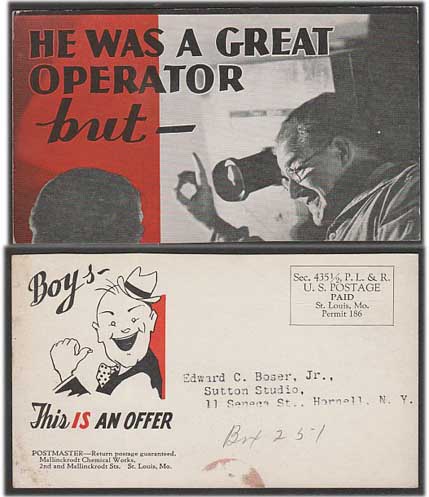 HE WAS A GREAT
OPERATOR
but—
Boys-
This IS AN OFFER
POSTMASTER—Return postage guaranteed.
Mallinckrodt Chemical Works,
2nd and Mallinckrodt Sts. St. Louis, Mo.
Sec. 435½, P. L. & R.
U. S. POSTAGE
PAID
St. Louis, Mo.
Permit 186
Edward C. Boser, Jr.,
Sutton Studio,
11 Seneca St., Hornell, N. Y.
Box 251